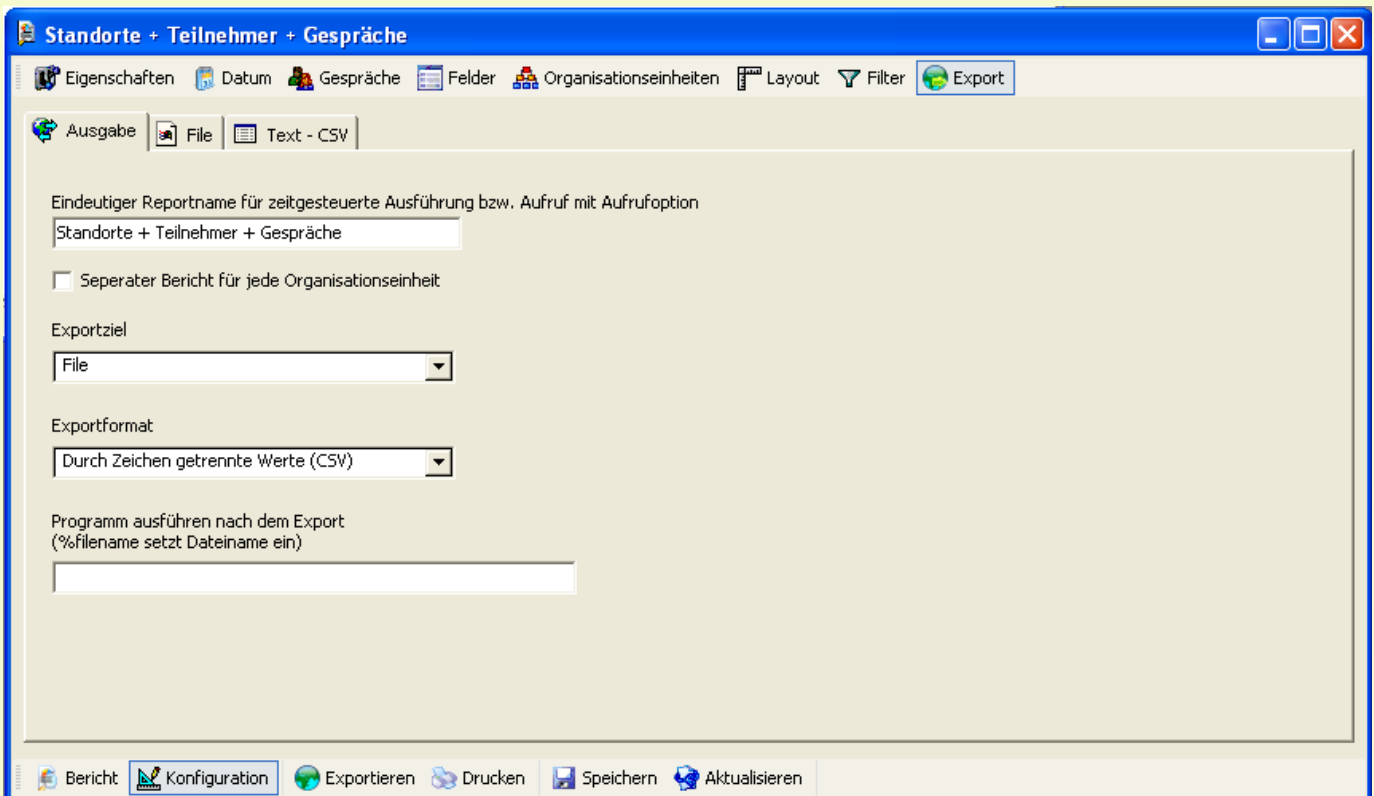 Standorte + Teilnehmer + Gespräche
Eigenschaften Datum Gespräche Felder Organisationseinheiten Layout Filter Export
Ausgabe File Text - CSV
Eindeutiger Reportname für zeitgesteuerte Ausführung bzw. Aufruf mit Aufrufoption
Standorte + Teilnehmer + Gespräche
Seperater Bericht für jede Organisationseinheit
Exportziel
File
Exportformat
Durch Zeichen getrennte Werte (CSV)
Programm ausführen nach dem Export
(%filename setzt Dateiname ein)
Bericht Konfiguration Exportieren Drucken Speichern Aktualisieren